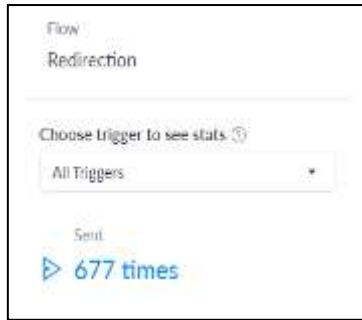 Flow
Redirection
Choose trigger to see stats
All Triggers
Sent
677 times